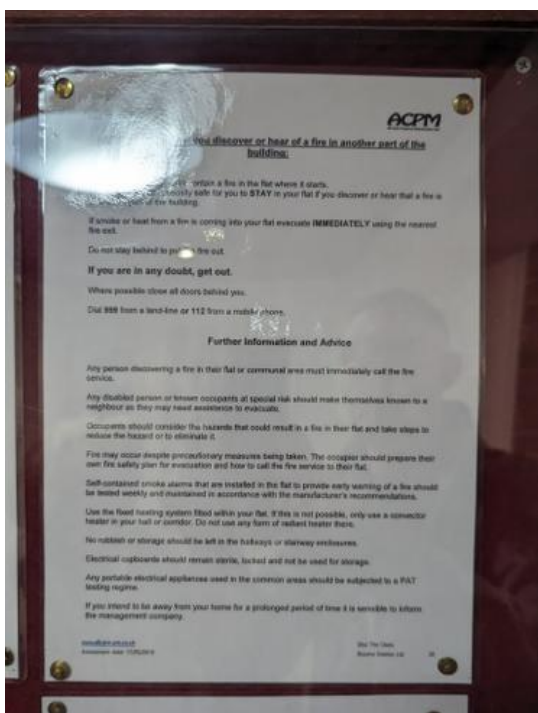 ACPM
you discover or hear of a fire in another part of the
building:
contain a fire in the flat where it starts.
safe for you to STAY in your flat if you discover or hear that a fire is
of the building.
If smoke or heat from a fire is coming into your flat evacuate IMMEDIATELY using the nearest
fire exit.
Do not stay behind to put the fire out.
If you are in any doubt, get out.
Where possible close all doors behind you.
Dial 999 from a land-line or 112 from a mobile phone.
Further Information and Advice
Any person discovering a fire in their flat or communal area must immediately call the fire
service.
Any disabled person or known occupants at special risk should make themselves known to a
neighbour as they may need assistance to evacuate.
Occupants should consider the hazards that could result in a fire in their flat and take steps to
reduce the hazard or to eliminate it.
Fire may occur despite precautionary measures being taken. The occupier should prepare their
own fire safety plan for evacuation and how to call the fire service to their flat.
Self-contained smoke alarms that are installed in the flat to provide early warning of a fire should
be tested weekly and maintained in accordance with the manufacturer's recommendations.
Use the fixed heating system fitted within your flat. If this is not possible, only use a convector
heater in your hall or corridor. Do not use any form of radiant heater there.
No rubbish or storage should be left in the hallways or stairway enclosures.
Electrical cupboards should remain sterile, locked and not be used for storage.
Any portable electrical appliances used in the common areas should be subjected to a PAT
testing regime.
If you intend to be away from your home for a prolonged period of time it is sensible to inform
the management company.